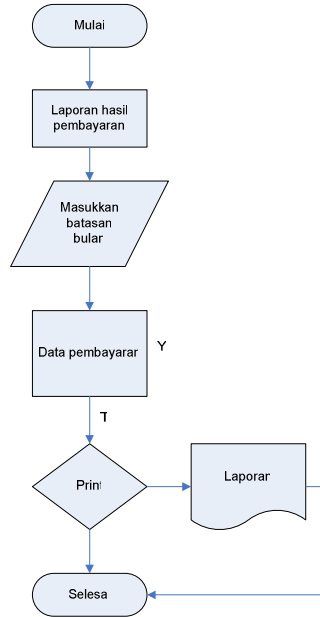 Mulai
Laporan hasil
pembayaran
Masukkan
batasan
bular
Data pembayarar
Y
T
Print
Laporar
Selesa